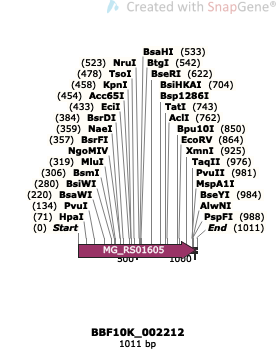 Created with SnapGene®
BsaHI (533)
(523) NruI BtgI (542)
(478) TsoI BseRI (622)
(458) KpnI BsiHKAI (704)
(454) Acc65I Bsp1286I
(433) EciI TatI (743)
(384) BsrDI AclI (762)
(359) NaeI Bpu10I (850)
(357) BsrFI EcoRV (864)
NgoMIV XmnI (925)
(319) MluI TaqII (976)
(306) BsmI PvuII (981)
(280) BsiWI MspA1I
(220) BsaWI BseYI (984)
(134) PvuI AlwNI
(71) HpaI PspFI (988)
(0) Start End (1011)
MG_RS01605
500 1000
BBF10K_002212
1011 bp